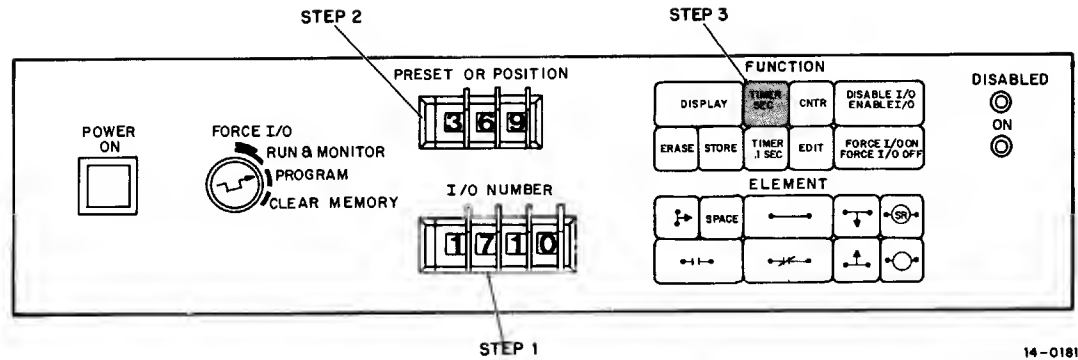 STEP 2
STEP 3
PRESET OR POSITION
3 6 9
FUNCTION
DISPLAY
TIMER
SEC
CNTR
DISABLE I/O
ENABLE I/O
ERASE
STORE
TIMER
.1 SEC
EDIT
FORCE I/O ON
FORCE I/O OFF
DISABLED
ON
POWER
ON
FORCE I/O
RUN & MONITOR
PROGRAM
CLEAR MEMORY
I/O NUMBER
1 7 1 0
ELEMENT
SPACE
SR
STEP 1
14-0181